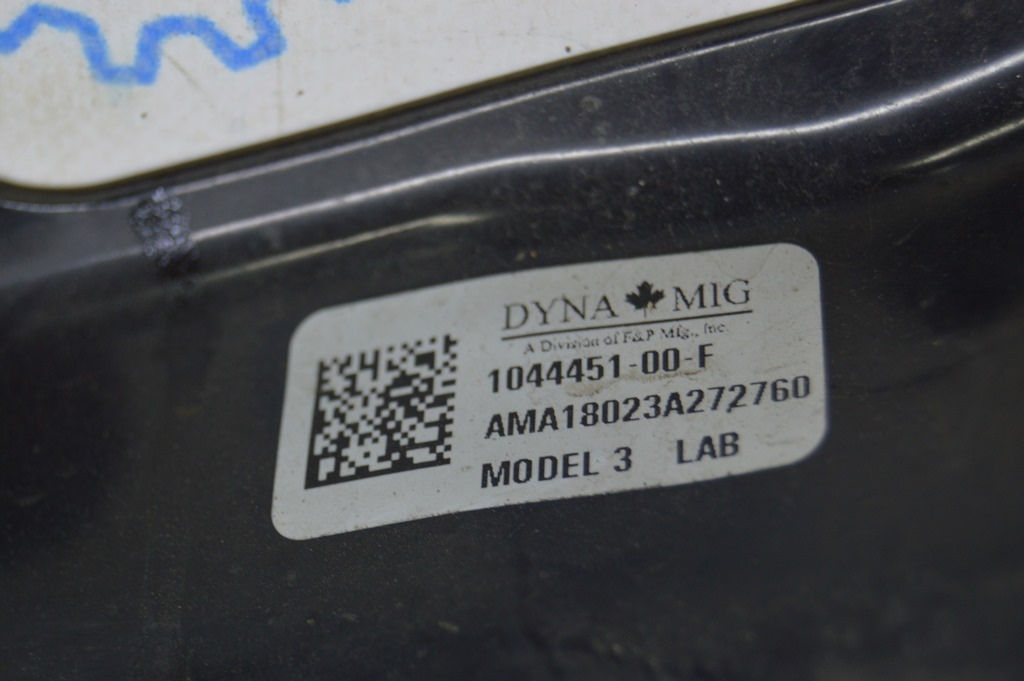 DYNA MIG
A Division of F&P Mfg., Inc.
1044451-00-F
AMA18023A272760
MODEL 3 LAB